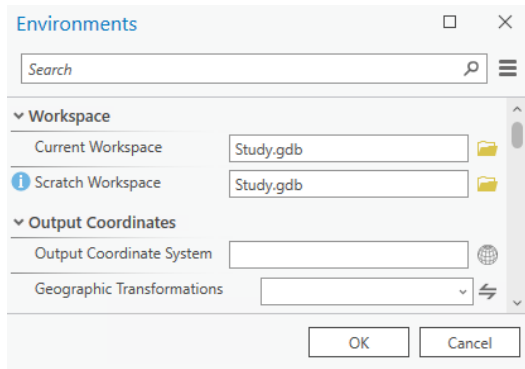 Environments
Search
Workspace
Current Workspace Study.gdb
Scratch Workspace Study.gdb
Output Coordinates
Output Coordinate System
Geographic Transformations
OK Cancel